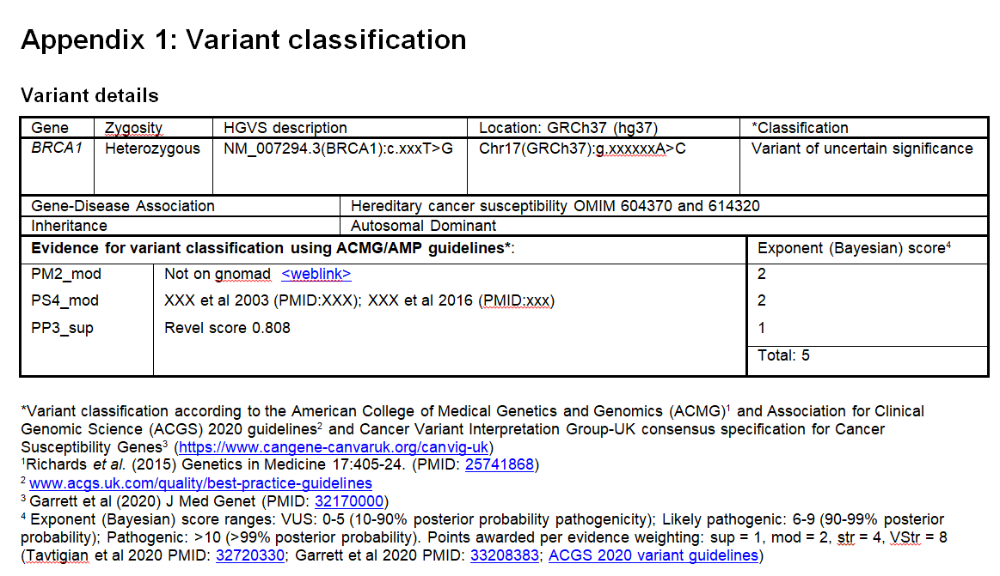 Appendix 1: Variant classification
Variant details
Gene Zygosity HGVS description Location: GRCh37 (hg37) *Classification
BRCA1 Heterozygous NM_007294.3(BRCA1):c.xxxT>G Chr17(GRCh37):g.xxxxxxA>C Variant of uncertain significance
Gene-Disease Association Hereditary cancer susceptibility OMIM 604370 and 614320
Inheritance Autosomal Dominant
Evidence for variant classification using ACMG/AMP guidelines*: Exponent (Bayesian) score4
PM2_mod Not on gnomad <weblink> 2
PS4_mod XXX et al 2003 (PMID:XXX); XXX et al 2016 (PMID:xxx) 2
PP3_sup Revel score 0.808 1
Total: 5
*Variant classification according to the American College of Medical Genetics and Genomics (ACMG)1 and Association for Clinical
Genomic Science (ACGS) 2020 guidelines2 and Cancer Variant Interpretation Group-UK consensus specification for Cancer
Susceptibility Genes3 (https://www.cangene-canvaruk.org/canvig-uk)
1Richards et al. (2015) Genetics in Medicine 17:405-24. (PMID: 25741868)
2 www.acgs.uk.com/quality/best-practice-guidelines
3 Garrett et al (2020) J Med Genet (PMID: 32170000)
4 Exponent (Bayesian) score ranges: VUS: 0-5 (10-90% posterior probability pathogenicity); Likely pathogenic: 6-9 (90-99% posterior
probability); Pathogenic: >10 (>99% posterior probability). Points awarded per evidence weighting: sup = 1, mod = 2, str = 4, VStr = 8
(Tavtigian et al 2020 PMID: 32720330; Garrett et al 2020 PMID: 33208383; ACGS 2020 variant guidelines)